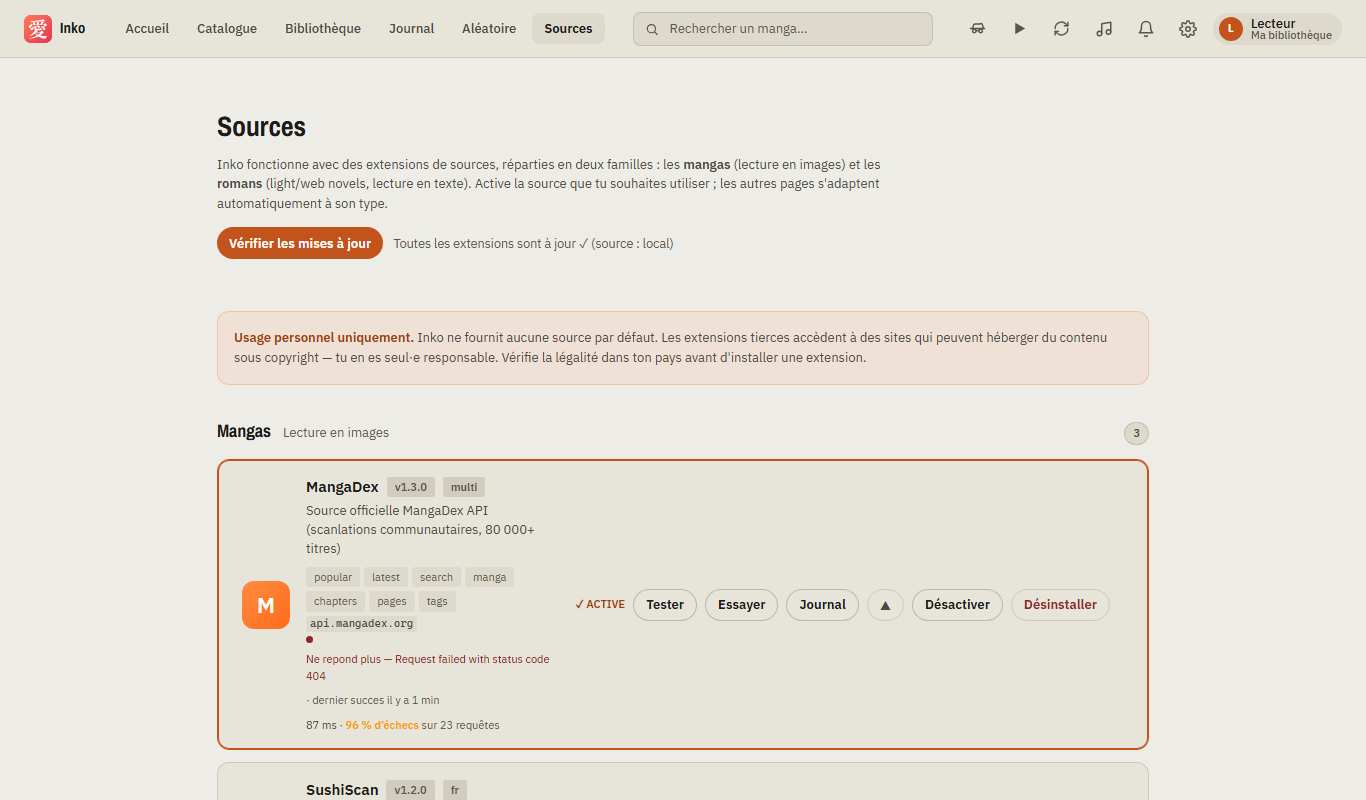 愛 Inko Accueil Catalogue Bibliothèque Journal Aléatoire Sources Rechercher un manga... L Lecteur
Ma bibliothèque
Sources
Inko fonctionne avec des extensions de sources, réparties en deux familles : les mangas (lecture en images) et les
romans (light/web novels, lecture en texte). Active la source que tu souhaites utiliser ; les autres pages s'adaptent
automatiquement à son type.
Vérifier les mises à jour Toutes les extensions sont à jour ✓ (source : local)
Usage personnel uniquement. Inko ne fournit aucune source par défaut. Les extensions tierces accèdent à des sites qui peuvent héberger du contenu
sous copyright — tu en es seul·e responsable. Vérifie la légalité dans ton pays avant d'installer une extension.
Mangas Lecture en images 3
MangaDex v1.3.0 multi
Source officielle MangaDex API
(scanlations communautaires, 80 000+
titres)
popular latest search manga
chapters pages tags
api.mangadex.org
M ✓ ACTIVE Tester Essayer Journal ▲ Désactiver Désinstaller
Ne repond plus — Request failed with status code
404
· dernier succes il y a 1 min
87 ms · 96 % d'échecs sur 23 requêtes
SushiScan v1.2.0 fr